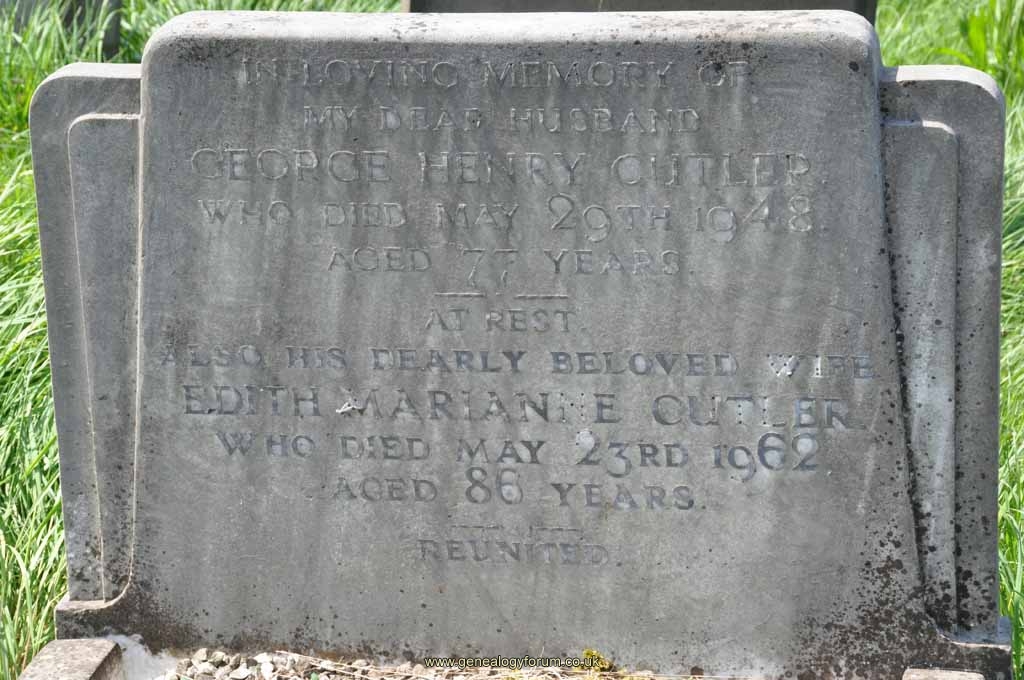 IN LOVING MEMORY OF
MY DEAR HUSBAND
GEORGE HENRY CUTLER.
WHO DIED MAY 29TH 1948.
AGED 77 YEARS.
AT REST.
ALSO HIS DEARLY BELOVED WIFE
EDITH MARIANNE CUTLER.
WHO DIED MAY 23RD 1962
AGED 86 YEARS.
REUNITED.
www.genealogyforum.co.uk